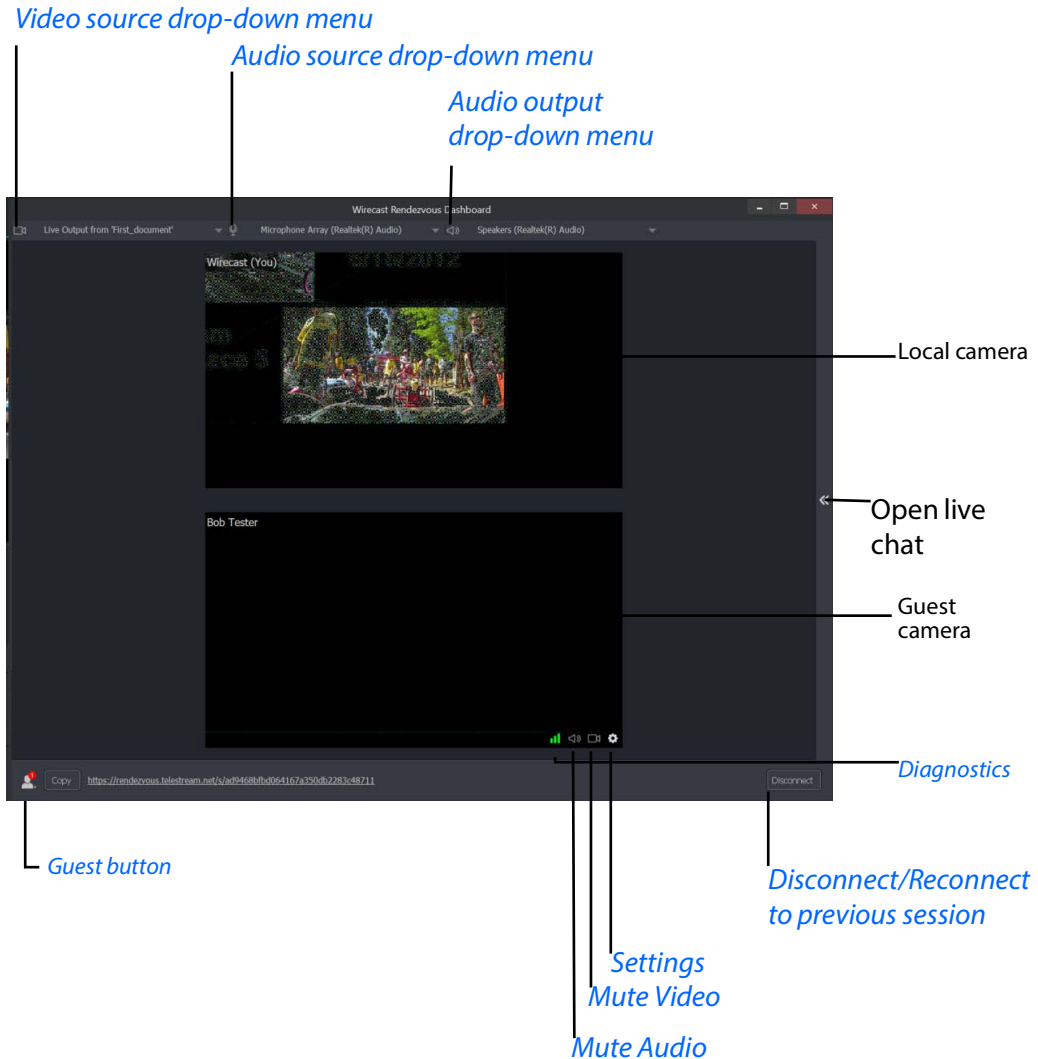 Video source drop-down menu
Audio source drop-down menu
Audio output
drop-down menu
Wirecast Rendezvous Dashboard
Live Output from 'First_document'
Microphone Array (Realtek(R) Audio)
Speakers (Realtek(R) Audio)
Wirecast (You)
6/16/2012
Local camera
Open live
chat
Bob Tester
Guest
camera
Diagnostics
Copy
https://rendezvous.telestream.net/s/ad9468bfbd064167a350db2283c48711
Disconnect
Guest button
Disconnect/Reconnect
to previous session
Settings
Mute Video
Mute Audio